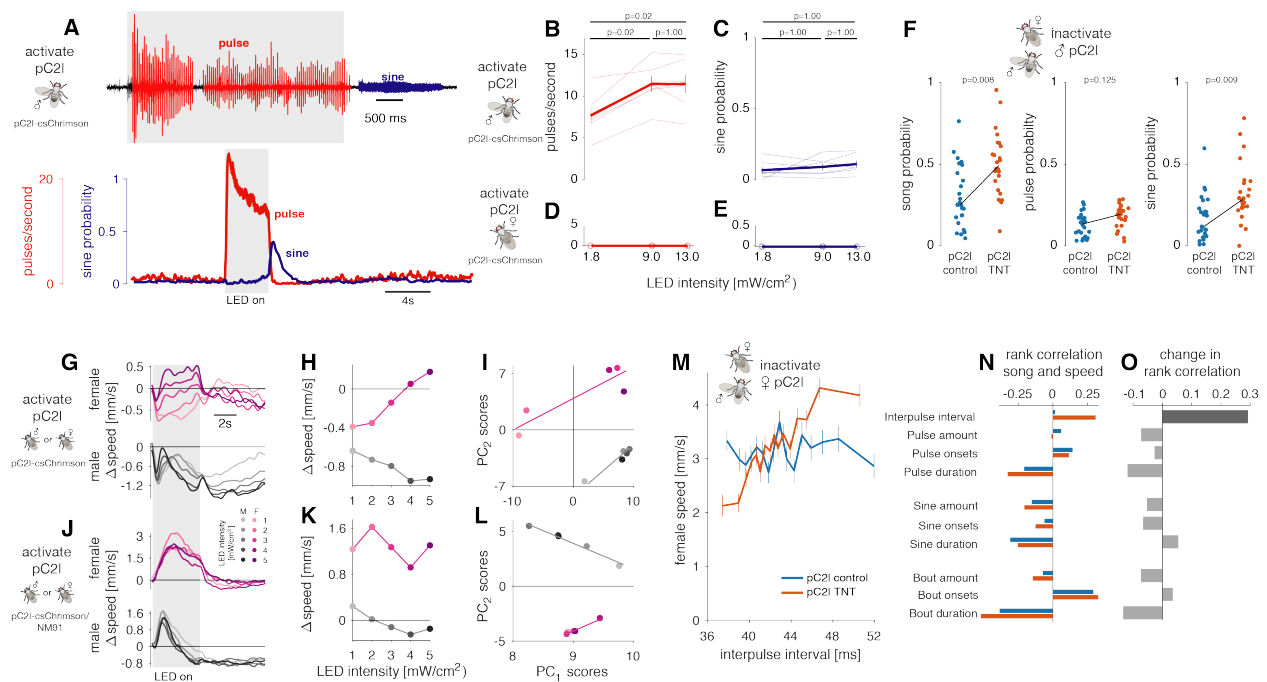 A
activate
pC2l
♂
pC2l-csChrimson
pulse
sine
500 ms
pulses/second
20
0
sine probability
1
0.5
0
pulse
sine
LED on
4s
B
activate
pC2l
♂
pC2l-csChrimson
p=0.02
p=0.02
p=1.00
pulses/second
15
10
5
0
C
p=1.00
p=1.00
p=1.00
sine probability
1
0.5
0
activate
pC2l
♀
pC2l-csChrimson
D
5
0
1.8
9.0
13.0
E
0.5
0
1.8
9.0
13.0
LED intensity [mW/cm²)
F
♀
♂
inactivate
♂ pC2l
p=0.008
song probability
1
0.5
0
pC2l
control
pC2l
TNT
p=0.125
pulse probability
1
0.5
0
pC2l
control
pC2l
TNT
p=0.009
sine probability
1
0.5
0
pC2l
control
pC2l
TNT
G
activate
pC2l
♂ or ♀
pC2l-csChrimson
female
male
Δ speed [mm/s]
0.5
0
-0.5
2s
0
-0.6
-1.2
H
Δ speed [mm/s]
0
-0.4
-0.8
1 2 3 4 5
I
PC2 scores
7
0
-7
-10 0 10
J
activate
pC2l
♂ or ♀
pC2l-csChrimson/
NM91
female
male
Δ speed [mm/s]
3
1.5
0
1.6
0.8
0
-0.8
LED on
LED intensity
[mW/cm²]
M F
1
2
3
4
5
K
Δ speed [mm/s]
1.6
0.8
0
1 2 3 4 5
LED intensity [mW/cm²]
L
PC2 scores
5
0
-5
8 9 10
PC1 scores
M
♀
♂
inactivate
♀ pC2l
female speed [mm/s]
4
3
2
1
0
pC2l control
pC2l TNT
36 40 44 48 52
interpulse interval [ms]
N
rank correlation
song and speed
-0.25 0 0.25
Interpulse interval
Pulse amount
Pulse onsets
Pulse duration
Sine amount
Sine onsets
Sine duration
Bout amount
Bout onsets
Bout duration
O
change in
rank correlation
-0.1 0 0.1 0.2 0.3